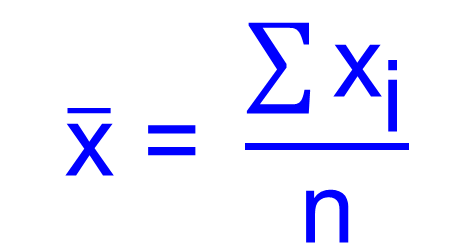 x̄ = ∑ xᵢ / n